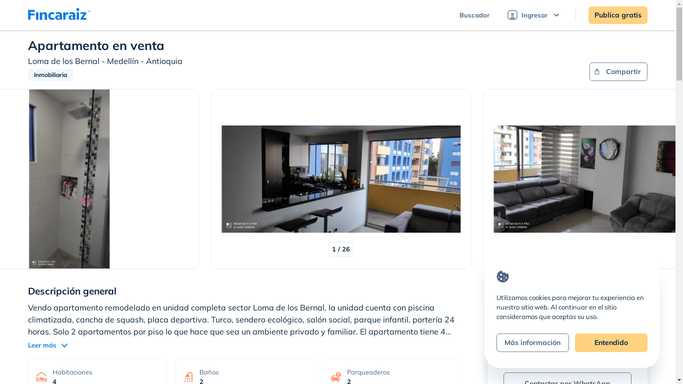 Fincaraiz
Buscador
Ingresar
Publica gratis
Apartamento en venta
Loma de los Bernal - Medellín - Antioquia
Inmobiliaria
Compartir
1 / 26
Descripción general
Vendo apartamento remodelado en unidad completa sector Loma de los Bernal, la unidad cuenta con piscina
climatizada, cancha de squash, placa deportiva. Turco, sendero ecológico, salón social, parque infantil, portería 24
horas. Solo 2 apartamentos por piso lo que hace que sea un ambiente privado y familiar. El apartamento tiene 4...
Leer más
Habitaciones
4
Baños
2
Parqueaderos
2
Utilizamos cookies para mejorar tu experiencia en
nuestro sitio web. Al continuar en el sitio
consideramos que aceptas su uso.
Más información
Entendido
Contactar por WhatsApp